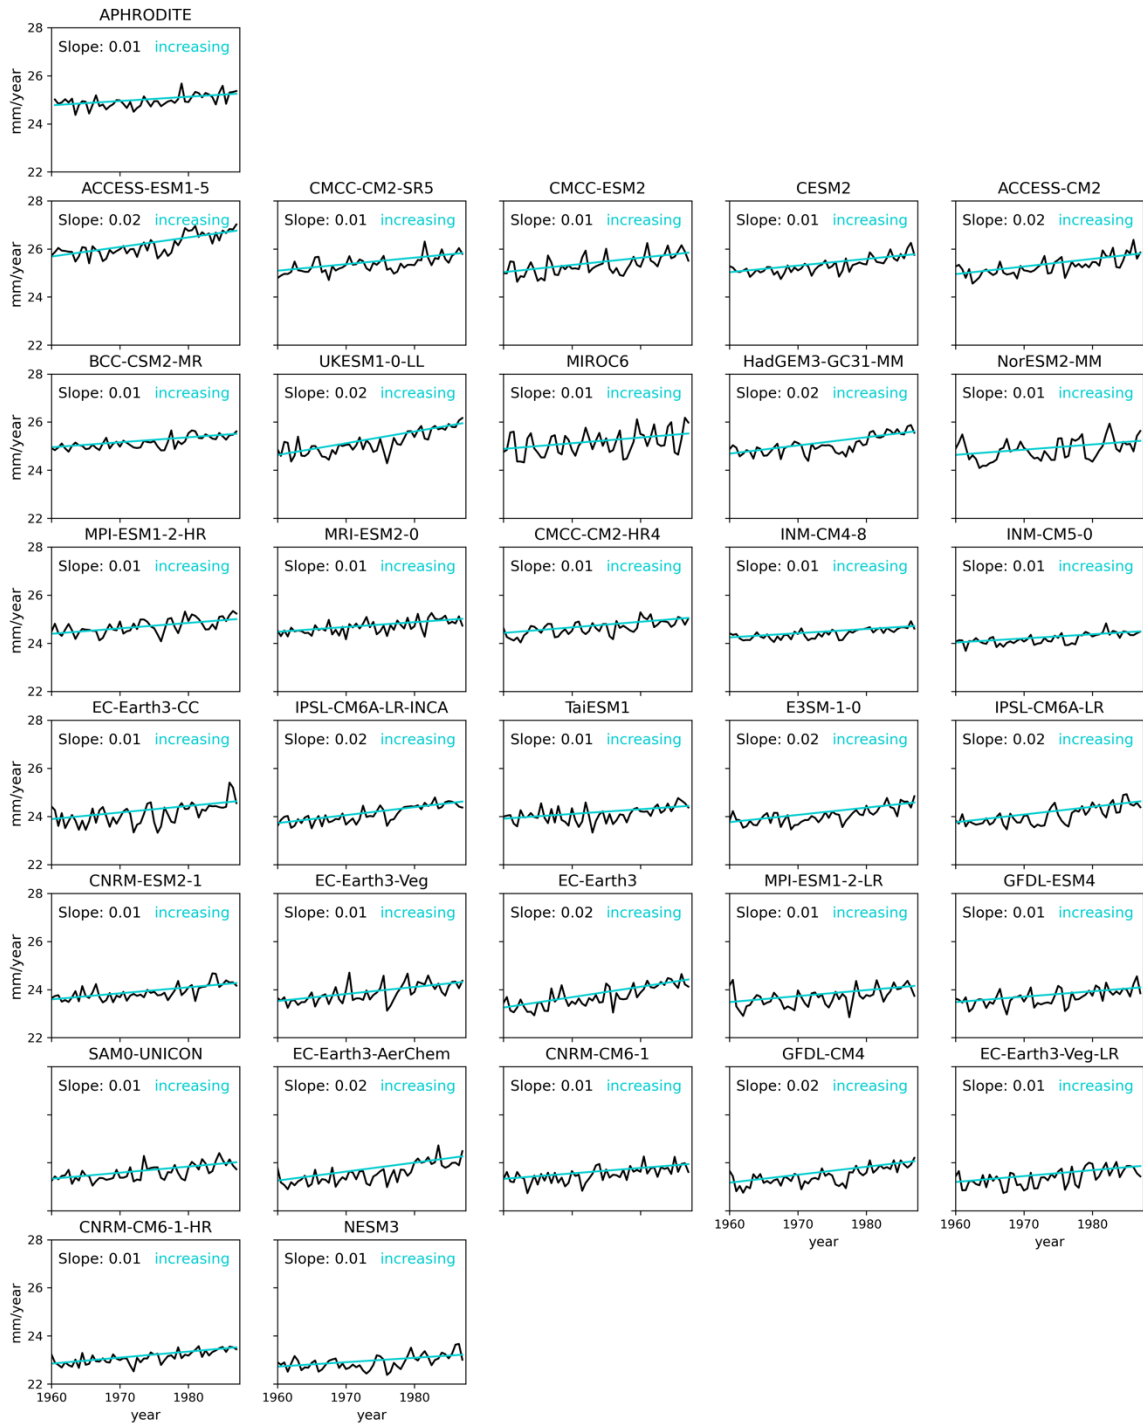 APHRODITE
28
Slope: 0.01 increasing
26
mm/year
24
22
ACCESS-ESM1-5 CMCC-CM2-SR5 CMCC-ESM2 CESM2 ACCESS-CM2
28
Slope: 0.02 increasing Slope: 0.01 increasing Slope: 0.01 increasing Slope: 0.01 increasing Slope: 0.02 increasing
26
mm/year
24
22
BCC-CSM2-MR UKESM1-0-LL MIROC6 HadGEM3-GC31-MM NorESM2-MM
28
Slope: 0.01 increasing Slope: 0.02 increasing Slope: 0.01 increasing Slope: 0.02 increasing Slope: 0.01 increasing
26
mm/year
24
22
MPI-ESM1-2-HR MRI-ESM2-0 CMCC-CM2-HR4 INM-CM4-8 INM-CM5-0
28
Slope: 0.01 increasing Slope: 0.01 increasing Slope: 0.01 increasing Slope: 0.01 increasing Slope: 0.01 increasing
26
mm/year
24
22
EC-Earth3-CC IPSL-CM6A-LR-INCA TaiESM1 E3SM-1-0 IPSL-CM6A-LR
28
Slope: 0.01 increasing Slope: 0.02 increasing Slope: 0.01 increasing Slope: 0.02 increasing Slope: 0.02 increasing
26
mm/year
24
22
CNRM-ESM2-1 EC-Earth3-Veg EC-Earth3 MPI-ESM1-2-LR GFDL-ESM4
28
Slope: 0.01 increasing Slope: 0.01 increasing Slope: 0.02 increasing Slope: 0.01 increasing Slope: 0.01 increasing
26
mm/year
24
22
SAM0-UNICON EC-Earth3-AerChem CNRM-CM6-1 GFDL-CM4 EC-Earth3-Veg-LR
Slope: 0.01 increasing Slope: 0.02 increasing Slope: 0.01 increasing Slope: 0.02 increasing Slope: 0.01 increasing
1960 1970 1980 1960 1970 1980
year year
CNRM-CM6-1-HR NESM3
28
Slope: 0.01 increasing Slope: 0.01 increasing
26
mm/year
24
22
1960 1970 1980 1960 1970 1980
year year